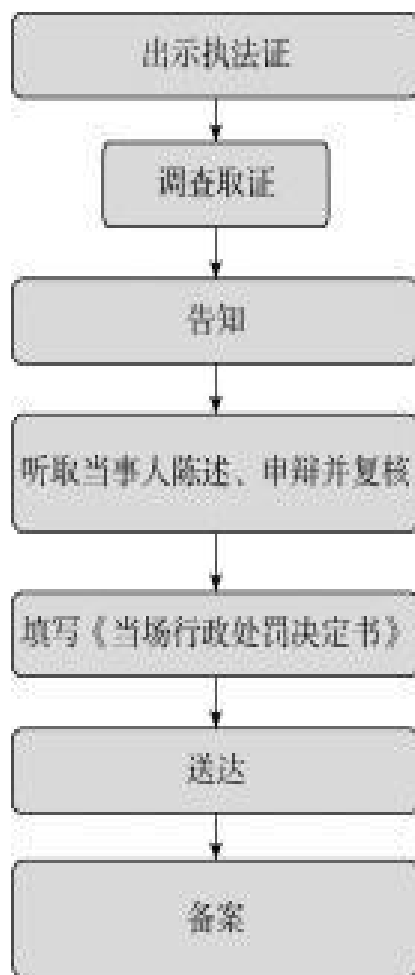 出示执法证
调查取证
告知
听取当事人陈述、申辩并复核
填写《当场行政处罚决定书》
送达
备案